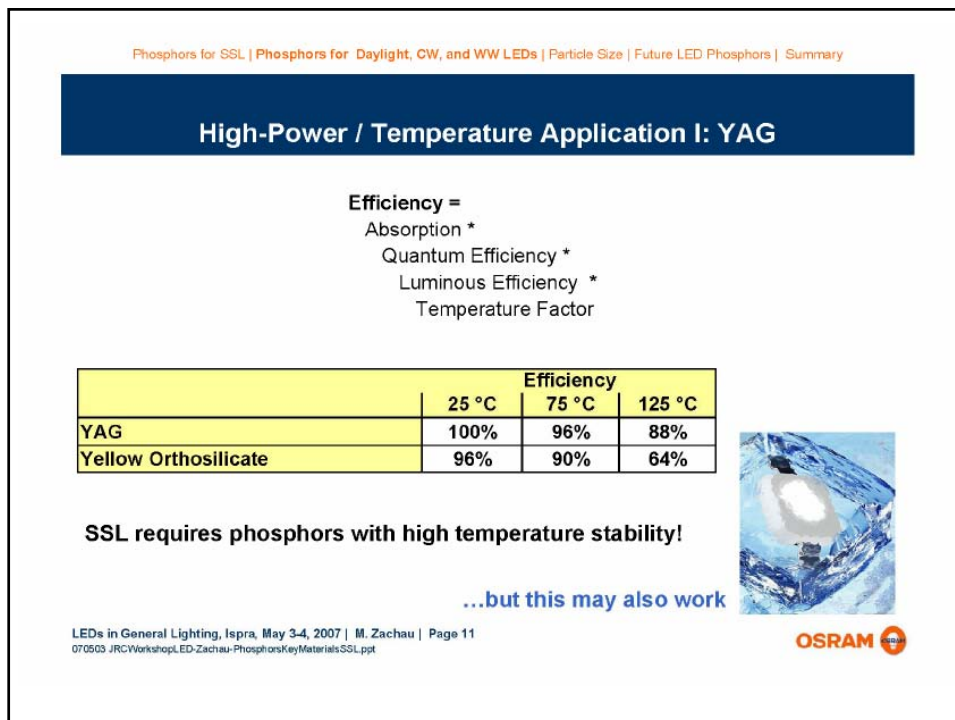 Phosphors for SSL | Phosphors for Daylight, CW, and WW LEDs | Particle Size | Future LED Phosphors | Summary
High-Power / Temperature Application I: YAG
Efficiency =
Absorption *
Quantum Efficiency *
Luminous Efficiency *
Temperature Factor
Efficiency
25 °C 75 °C 125 °C
YAG 100% 96% 88%
Yellow Orthosilicate 96% 90% 64%
SSL requires phosphors with high temperature stability!
…but this may also work
LEDs in General Lighting, Ispra, May 3-4, 2007 | M. Zachau | Page 11
070503 JRCWorkshopLED-Zachau-PhosphorsKeyMaterialsSSL.ppt
OSRAM